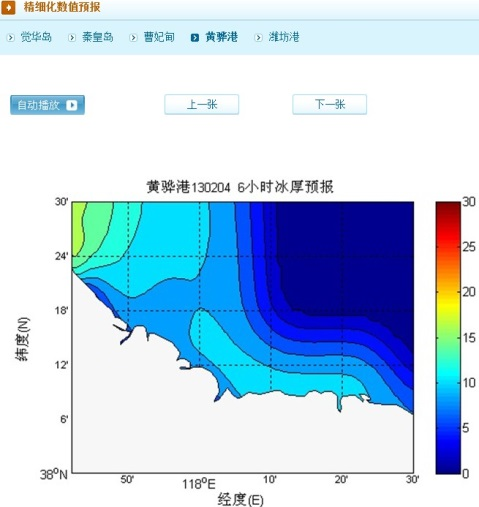 精细化数值预报
觉华岛 秦皇岛 曹妃甸 黄骅港 潍坊港
自动播放 上一张 下一张
黄骅港130204 6小时冰厚预报
30'
24'
18'
12'
6'
38°N
纬度(N)
50' 118°E 10' 20' 30'
经度(E)
30
25
20
15
10
5
0